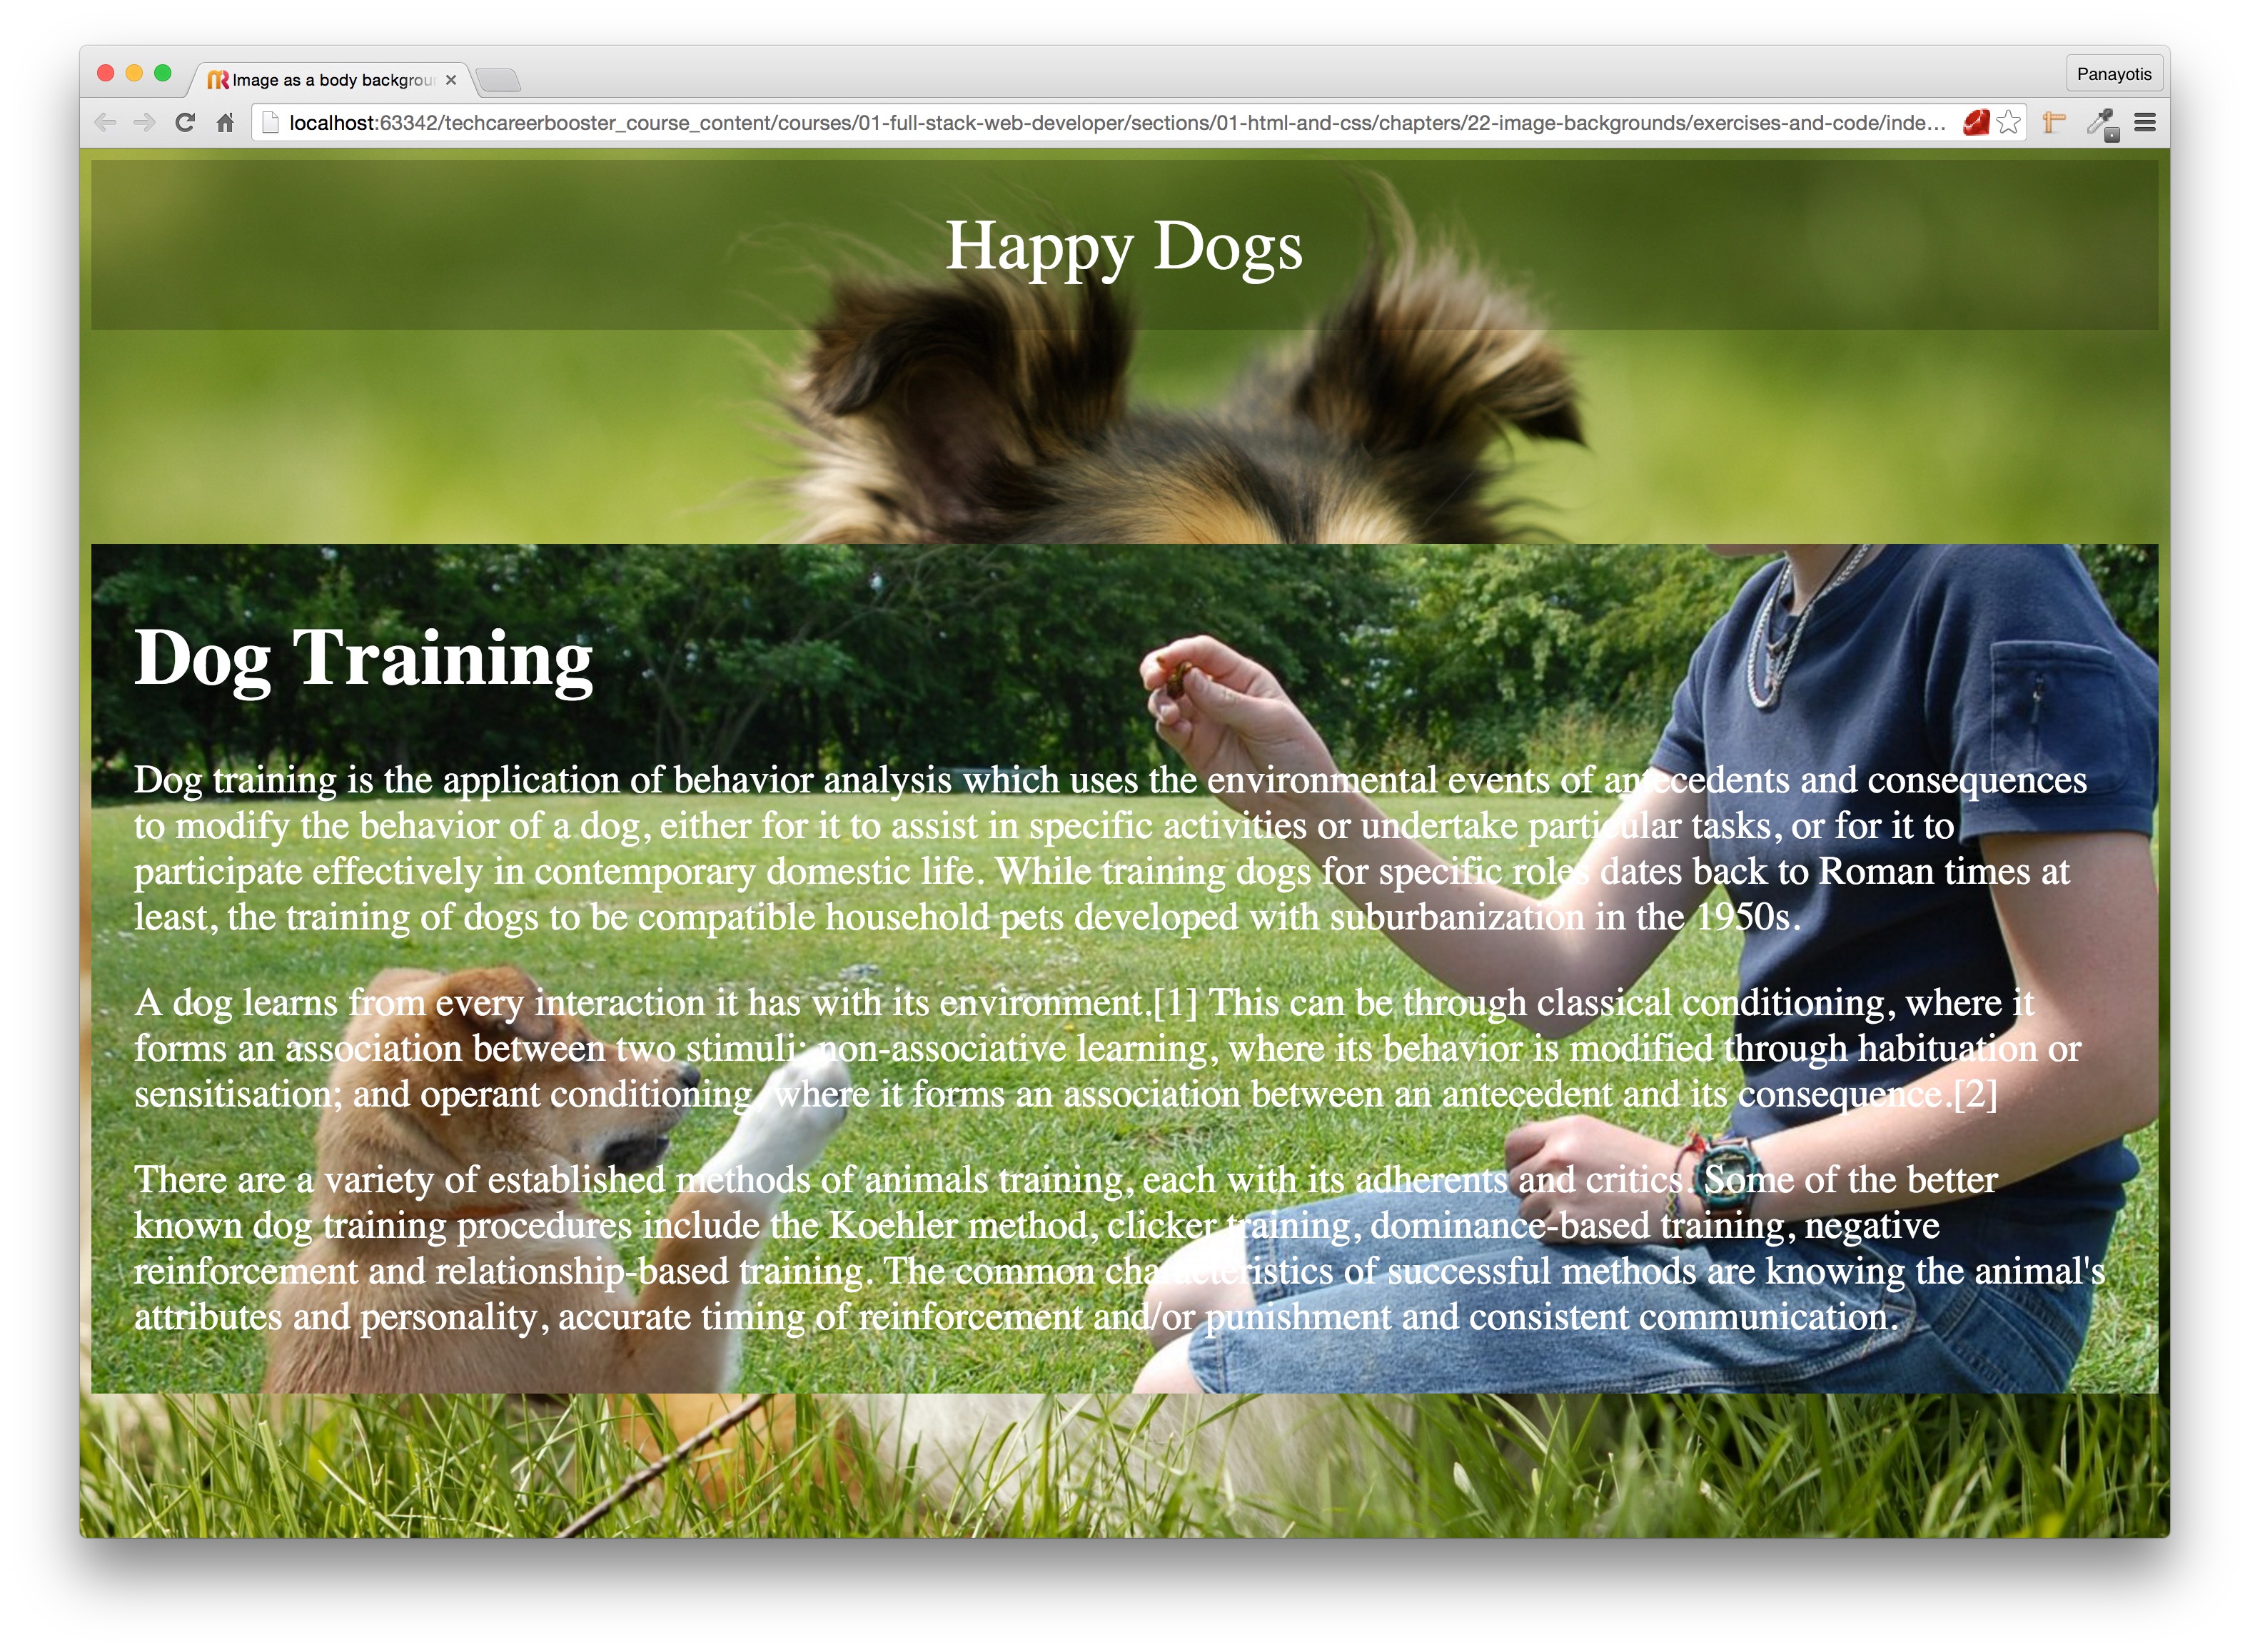 Image as a body backgroun
Panayotis
localhost:63342/techcareerbooster_course_content/courses/01-full-stack-web-developer/sections/01-html-and-css/chapters/22-image-backgrounds/exercises-and-code/inde...
Happy Dogs
Dog Training
Dog training is the application of behavior analysis which uses the environmental events of antecedents and consequences
to modify the behavior of a dog, either for it to assist in specific activities or undertake particular tasks, or for it to
participate effectively in contemporary domestic life. While training dogs for specific roles dates back to Roman times at
least, the training of dogs to be compatible household pets developed with suburbanization in the 1950s.
A dog learns from every interaction it has with its environment.[1] This can be through classical conditioning, where it
forms an association between two stimuli; non-associative learning, where its behavior is modified through habituation or
sensitisation; and operant conditioning, where it forms an association between an antecedent and its consequence.[2]
There are a variety of established methods of animals training, each with its adherents and critics. Some of the better
known dog training procedures include the Koehler method, clicker training, dominance-based training, negative
reinforcement and relationship-based training. The common characteristics of successful methods are knowing the animal's
attributes and personality, accurate timing of reinforcement and/or punishment and consistent communication.